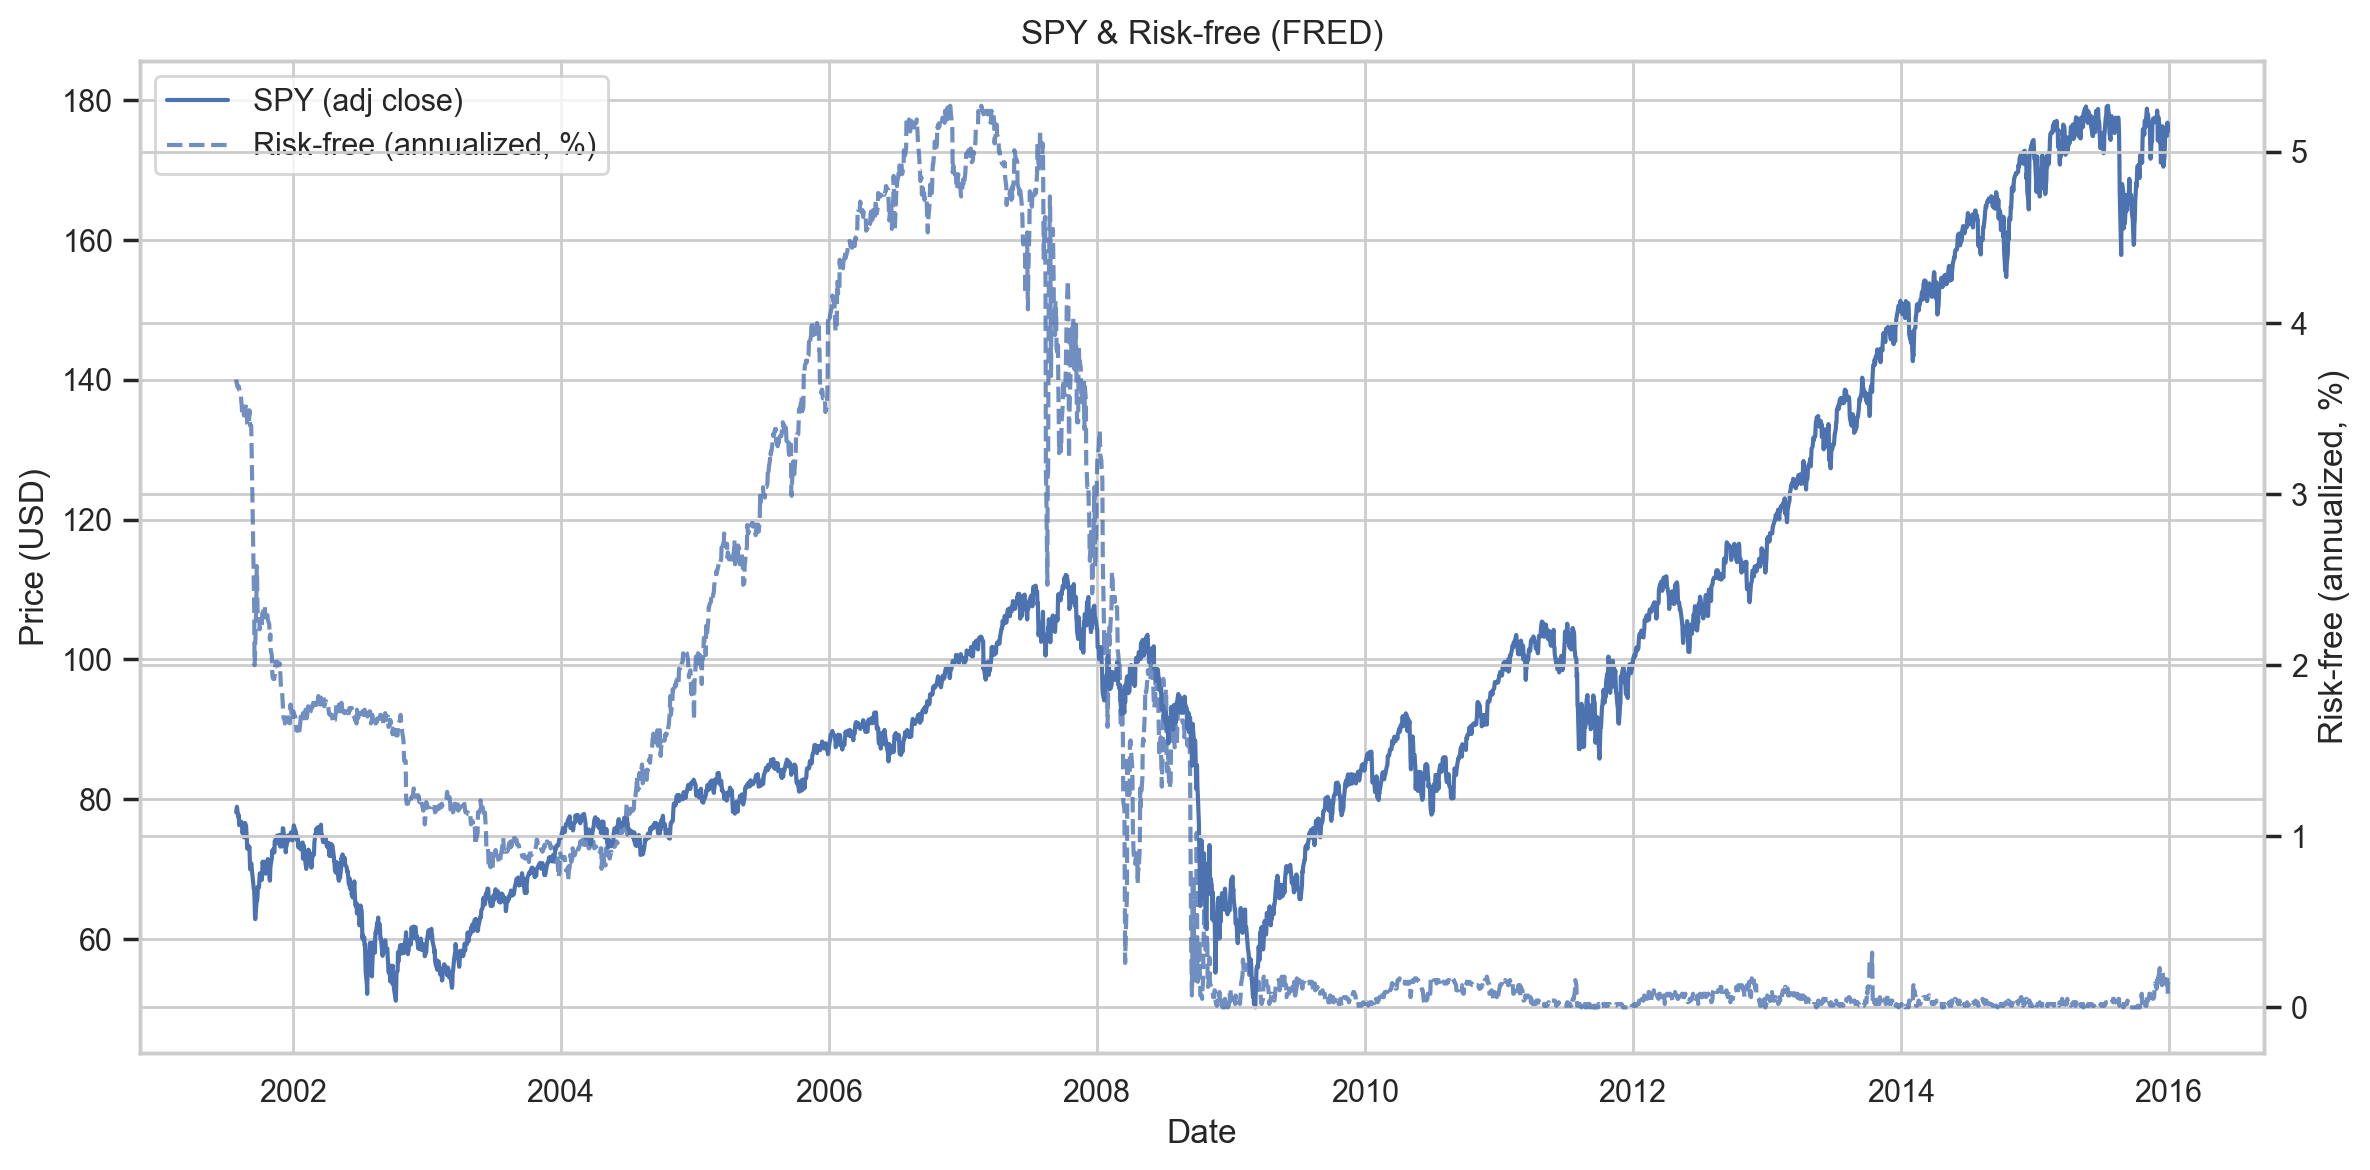 SPY & Risk-free (FRED)
SPY (adj close)
Risk-free (annualized, %)
180
160
140
120
100
80
60
Price (USD)
5
4
3
2
1
0
Risk-free (annualized, %)
2002 2004 2006 2008 2010 2012 2014 2016
Date